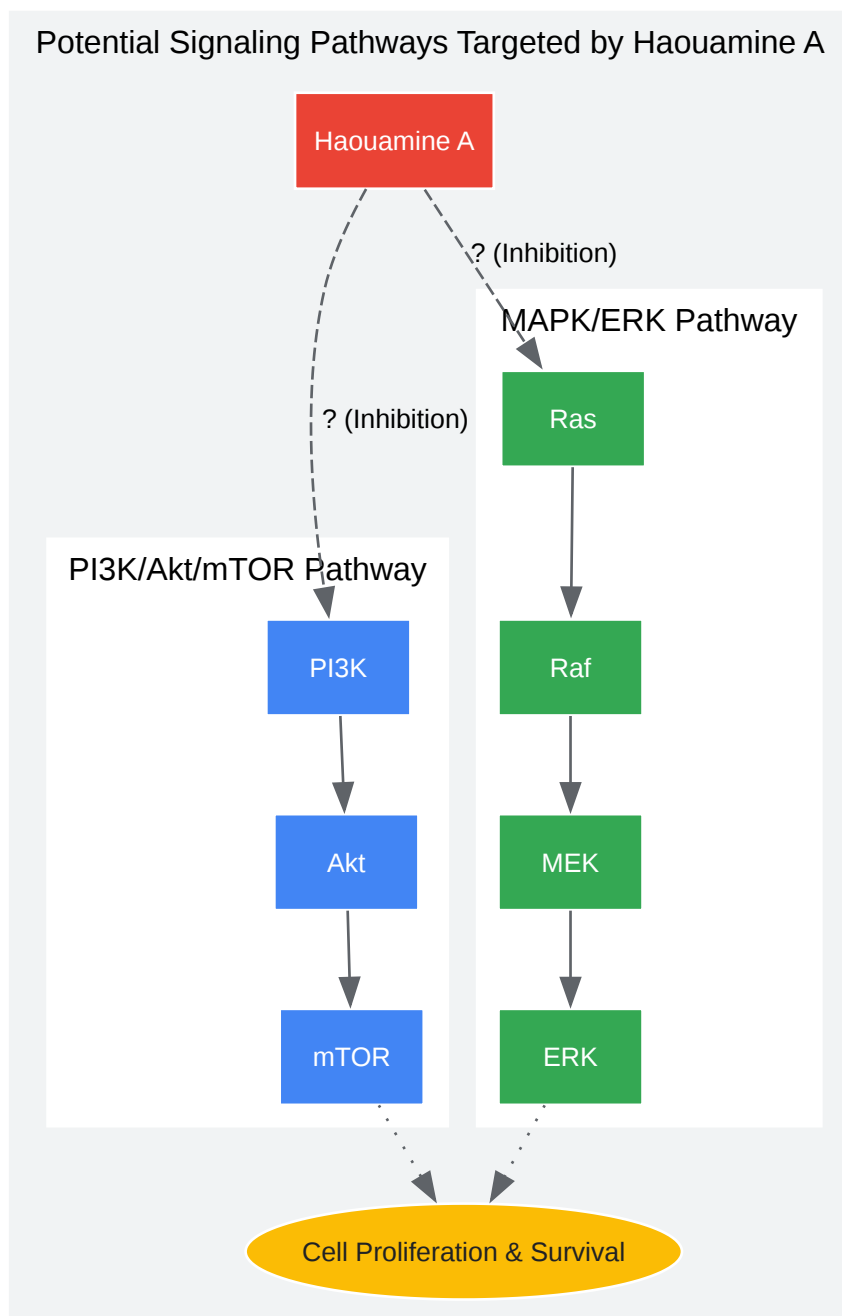 Potential Signaling Pathways Targeted by Haouamine A
Haouamine A
? (Inhibition)
MAPK/ERK Pathway
? (Inhibition)
Ras
PI3K/Akt/mTOR Pathway
PI3K
Raf
Akt
MEK
mTOR
ERK
Cell Proliferation & Survival